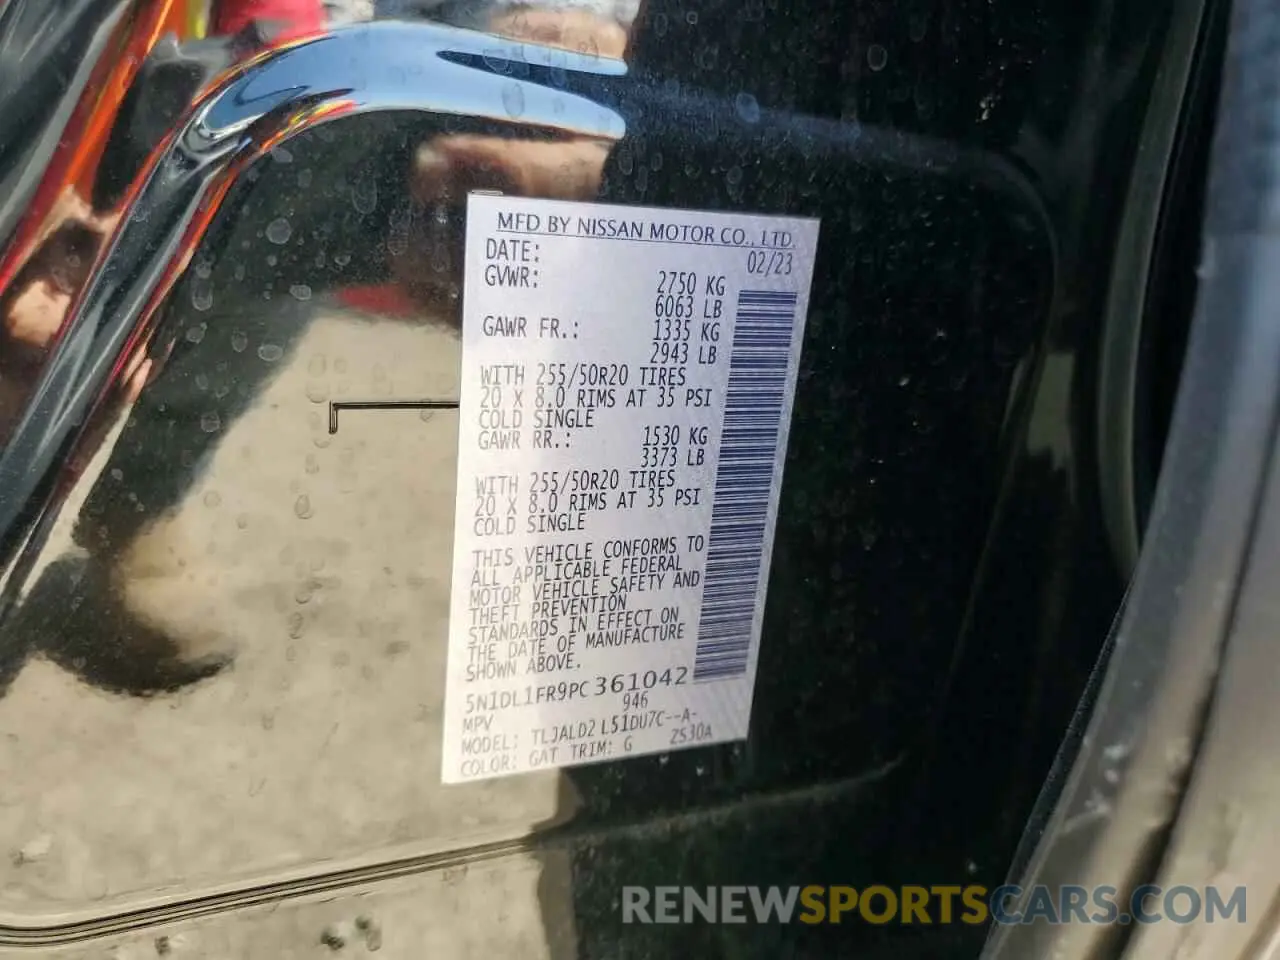 MFD BY NISSAN MOTOR CO., LTD.
DATE: 02/23
GVWR: 2750 KG
6063 LB
GAWR FR.: 1335 KG
2943 LB
WITH 255/50R20 TIRES
20 X 8.0 RIMS AT 35 PSI
COLD SINGLE
GAWR RR.: 1530 KG
3373 LB
WITH 255/50R20 TIRES
20 X 8.0 RIMS AT 35 PSI
COLD SINGLE
THIS VEHICLE CONFORMS TO
ALL APPLICABLE FEDERAL
MOTOR VEHICLE SAFETY AND
THEFT PREVENTION
STANDARDS IN EFFECT ON
THE DATE OF MANUFACTURE
SHOWN ABOVE.
5N1DL1FR9PC361042
946
MPV
MODEL: TLJALD2 L51DU7C--A-
COLOR: GAT TRIM: G ZS30A
RENEWSPORTSCARS.COM